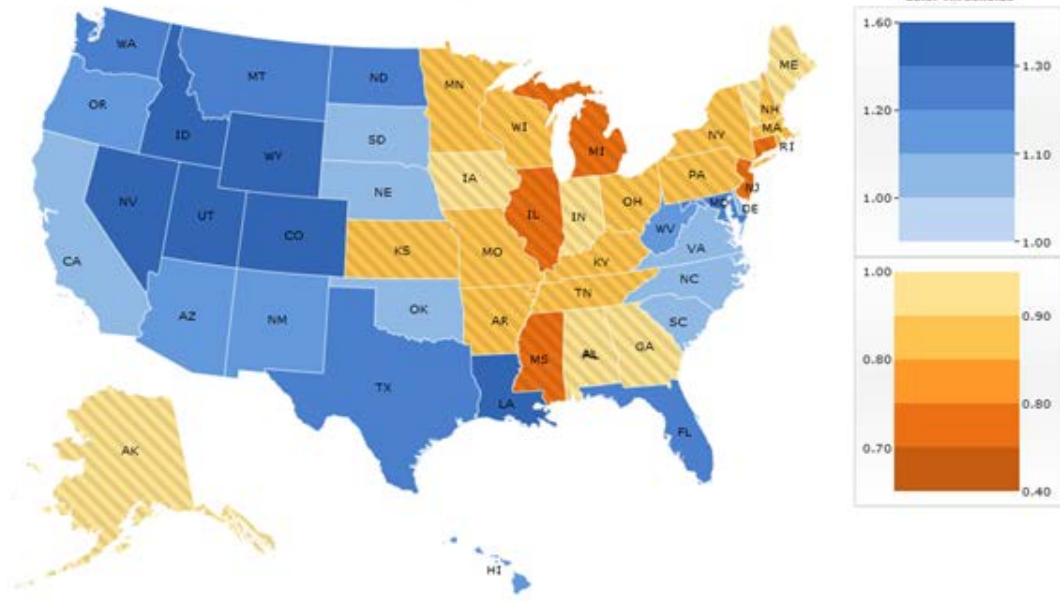 WA
MT
ND
MN
ME
OR
ID
SD
WI
NH
WY
MI
NY
MA
RI
IA
PA
NE
NV
UT
CO
IL
IN
OH
NJ
MD
DE
WV
CA
KS
MO
KY
VA
AZ
NM
OK
TN
NC
AR
SC
MS
AL
GA
TX
LA
AK
FL
HI
1.60
1.30
1.20
1.10
1.00
1.00
1.00
0.90
0.80
0.80
0.70
0.40